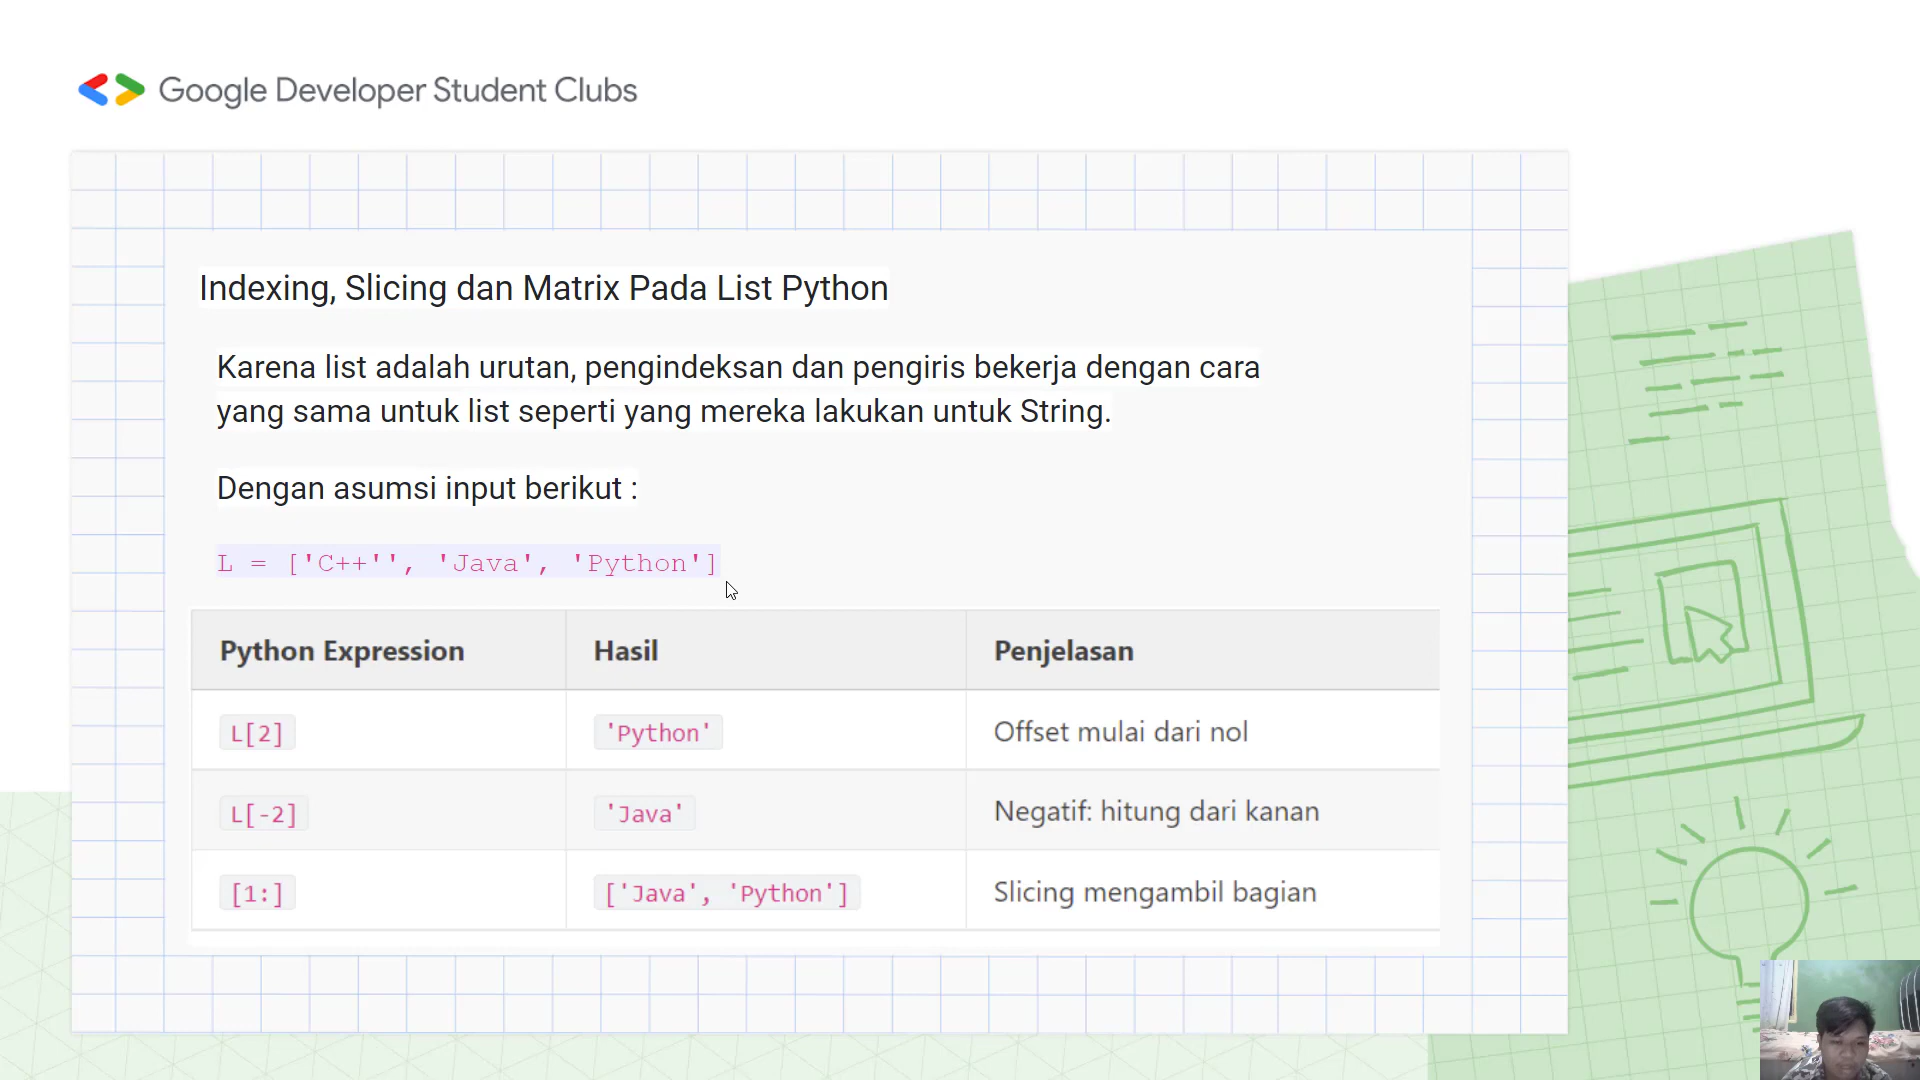 Google Developer Student Clubs
Indexing, Slicing dan Matrix Pada List Python
Karena list adalah urutan, pengindeksan dan pengiris bekerja dengan cara
yang sama untuk list seperti yang mereka lakukan untuk String.
Dengan asumsi input berikut :
L = ['C++'', 'Java', 'Python']
Python Expression Hasil Penjelasan
L[2] 'Python' Offset mulai dari nol
L[-2] 'Java' Negatif: hitung dari kanan
[1:] ['Java', 'Python'] Slicing mengambil bagian